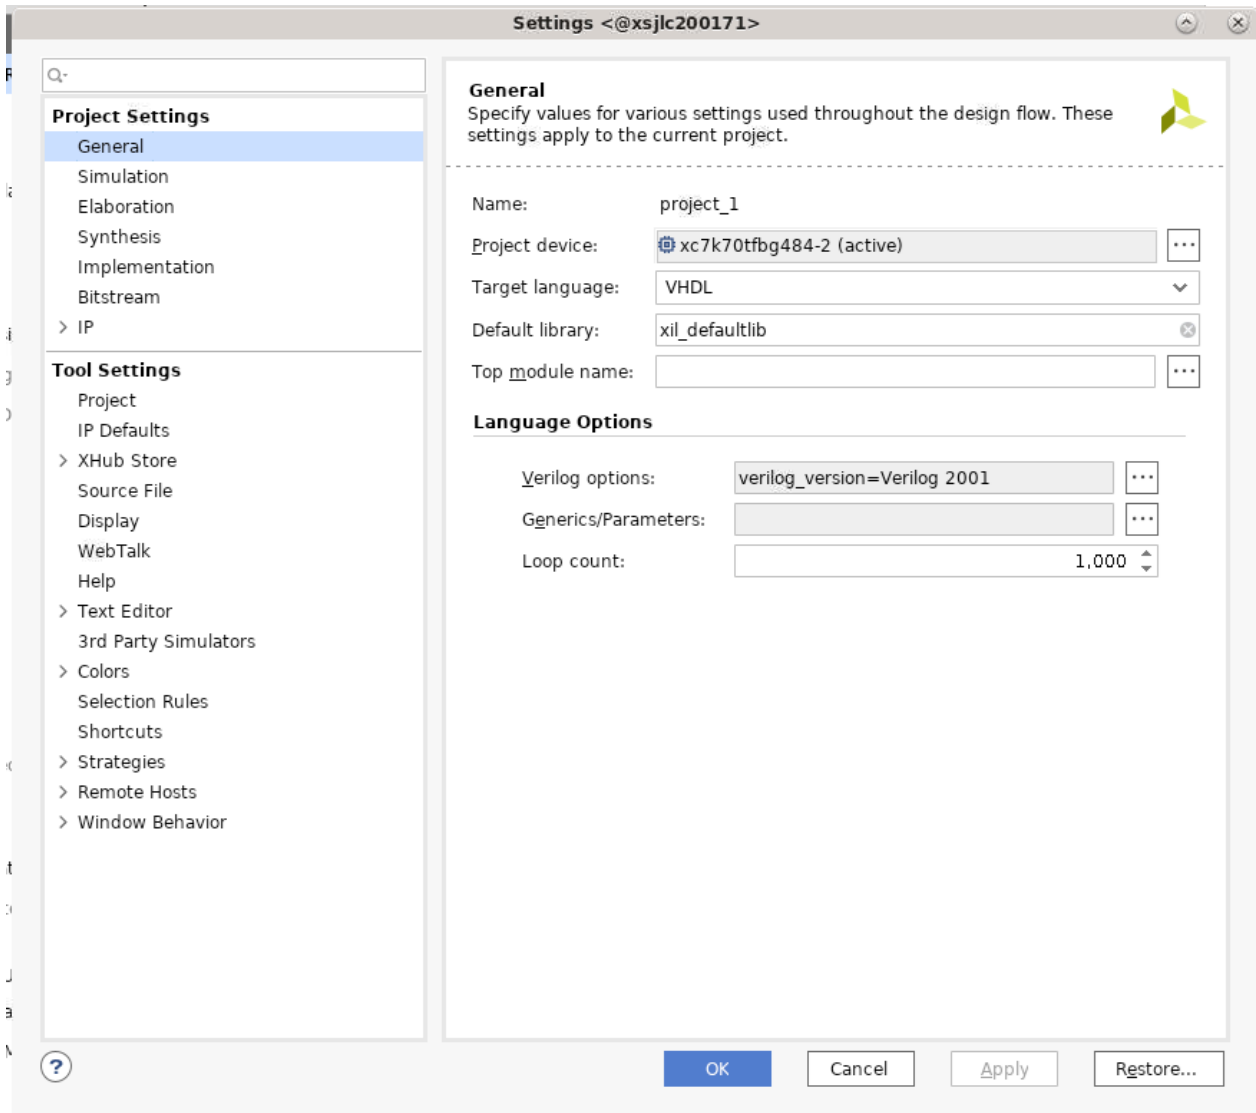 Settings <@xsjlc200171>
Project Settings
General
Simulation
Elaboration
Synthesis
Implementation
Bitstream
IP
Tool Settings
Project
IP Defaults
XHub Store
Source File
Display
WebTalk
Help
Text Editor
3rd Party Simulators
Colors
Selection Rules
Shortcuts
Strategies
Remote Hosts
Window Behavior
General
Specify values for various settings used throughout the design flow. These
settings apply to the current project.
Name: project_1
Project device: xc7k70tfbg484-2 (active) ...
Target language: VHDL
Default library: xil_defaultlib
Top module name: ...
Language Options
Verilog options: verilog_version=Verilog 2001 ...
Generics/Parameters: ...
Loop count: 1,000
? OK Cancel Apply Restore...